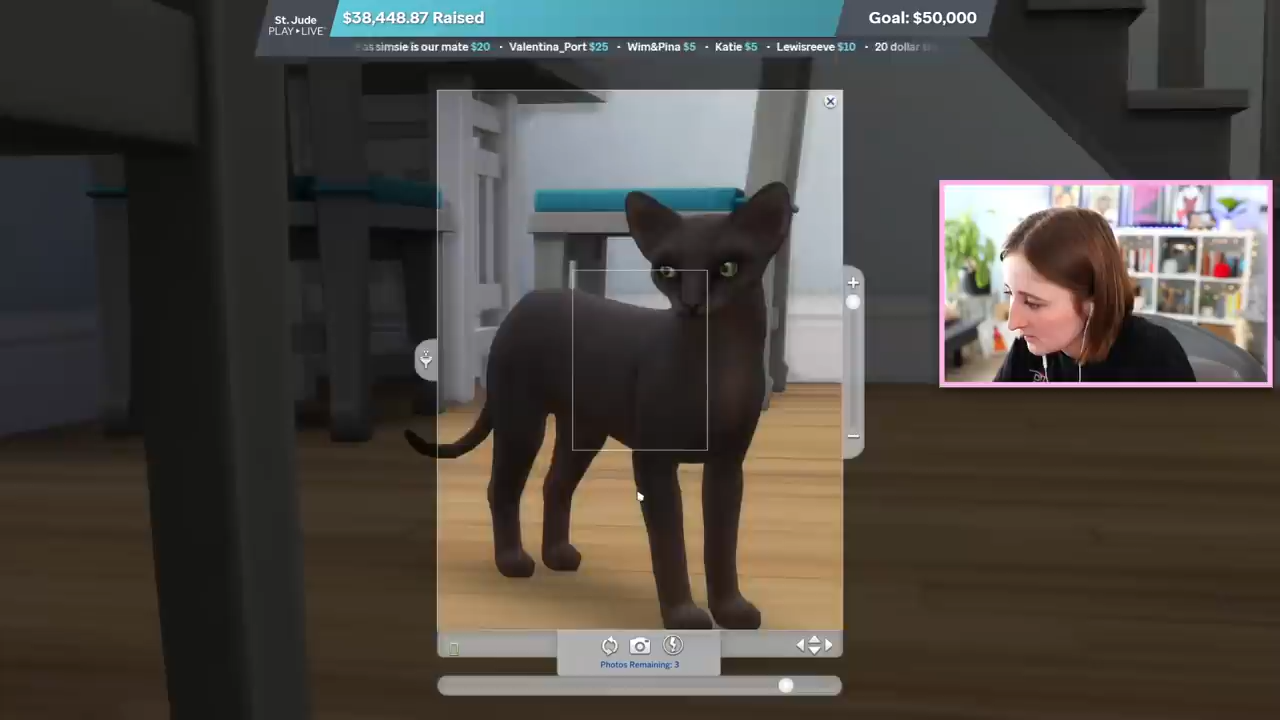 St. Jude
PLAY LIVE
$38,448.87 Raised
Goal: $50,000
simsie is our mate $20 • Valentina_Port $25 • Wim&Pina $5 • Katie $5 • Lewisreeve $10 • 20 dollar
Photos Remaining: 3